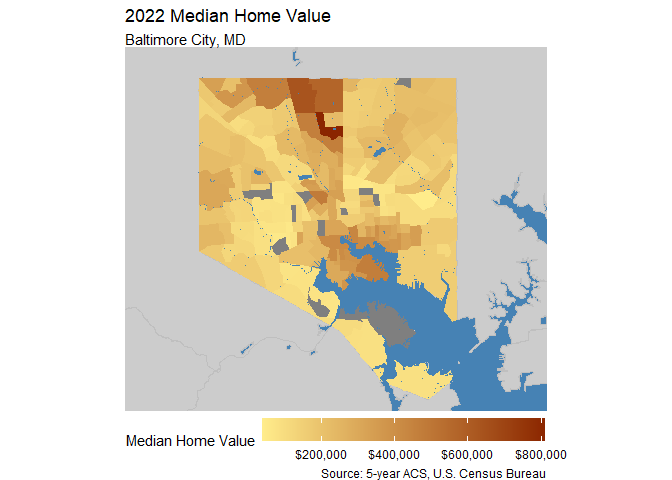 2022 Median Home Value
Baltimore City, MD
Median Home Value
$200,000 $400,000 $600,000 $800,000
Source: 5-year ACS, U.S. Census Bureau